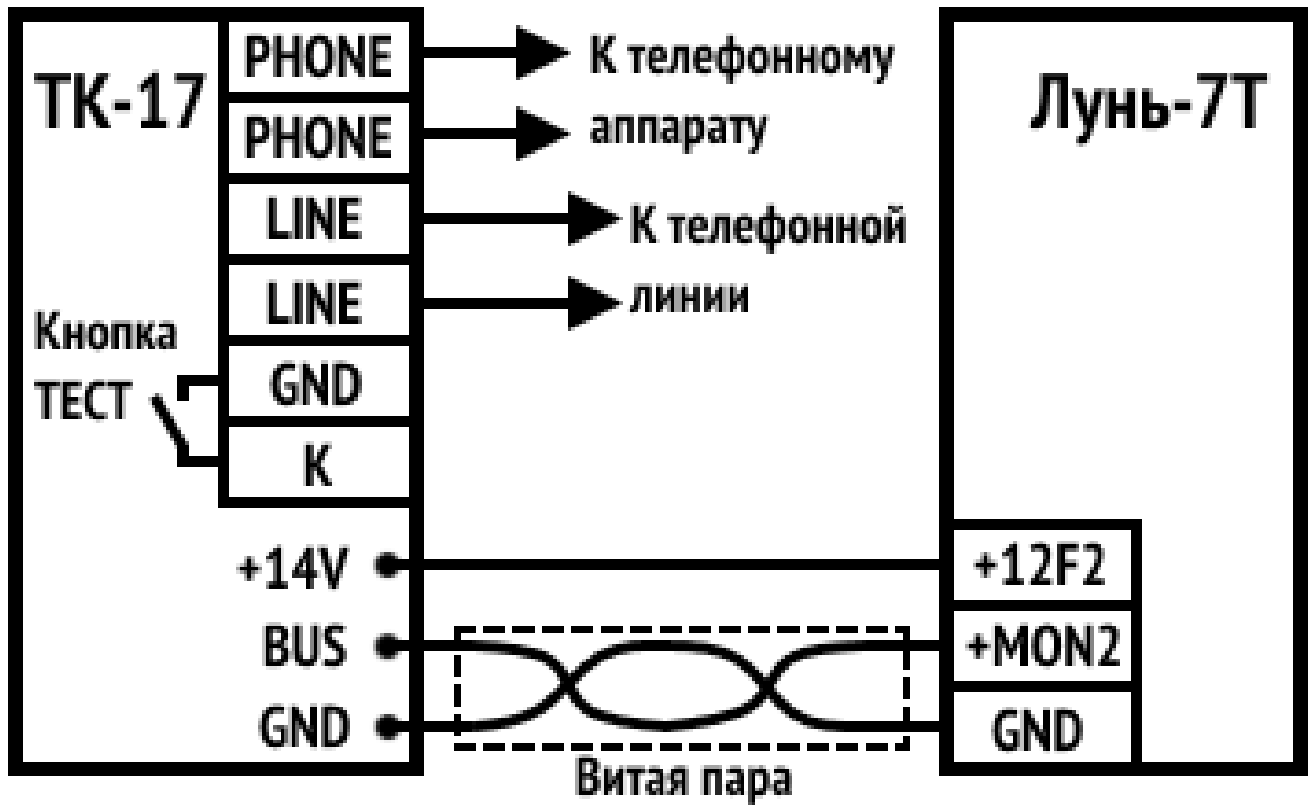 ТК-17
PHONE
PHONE
LINE
LINE
GND
К
К телефонному
аппарату
К телефонной
линии
Кнопка
ТЕСТ
+14V
BUS
GND
Витая пара
Лунь-7Т
+12F2
+MON2
GND